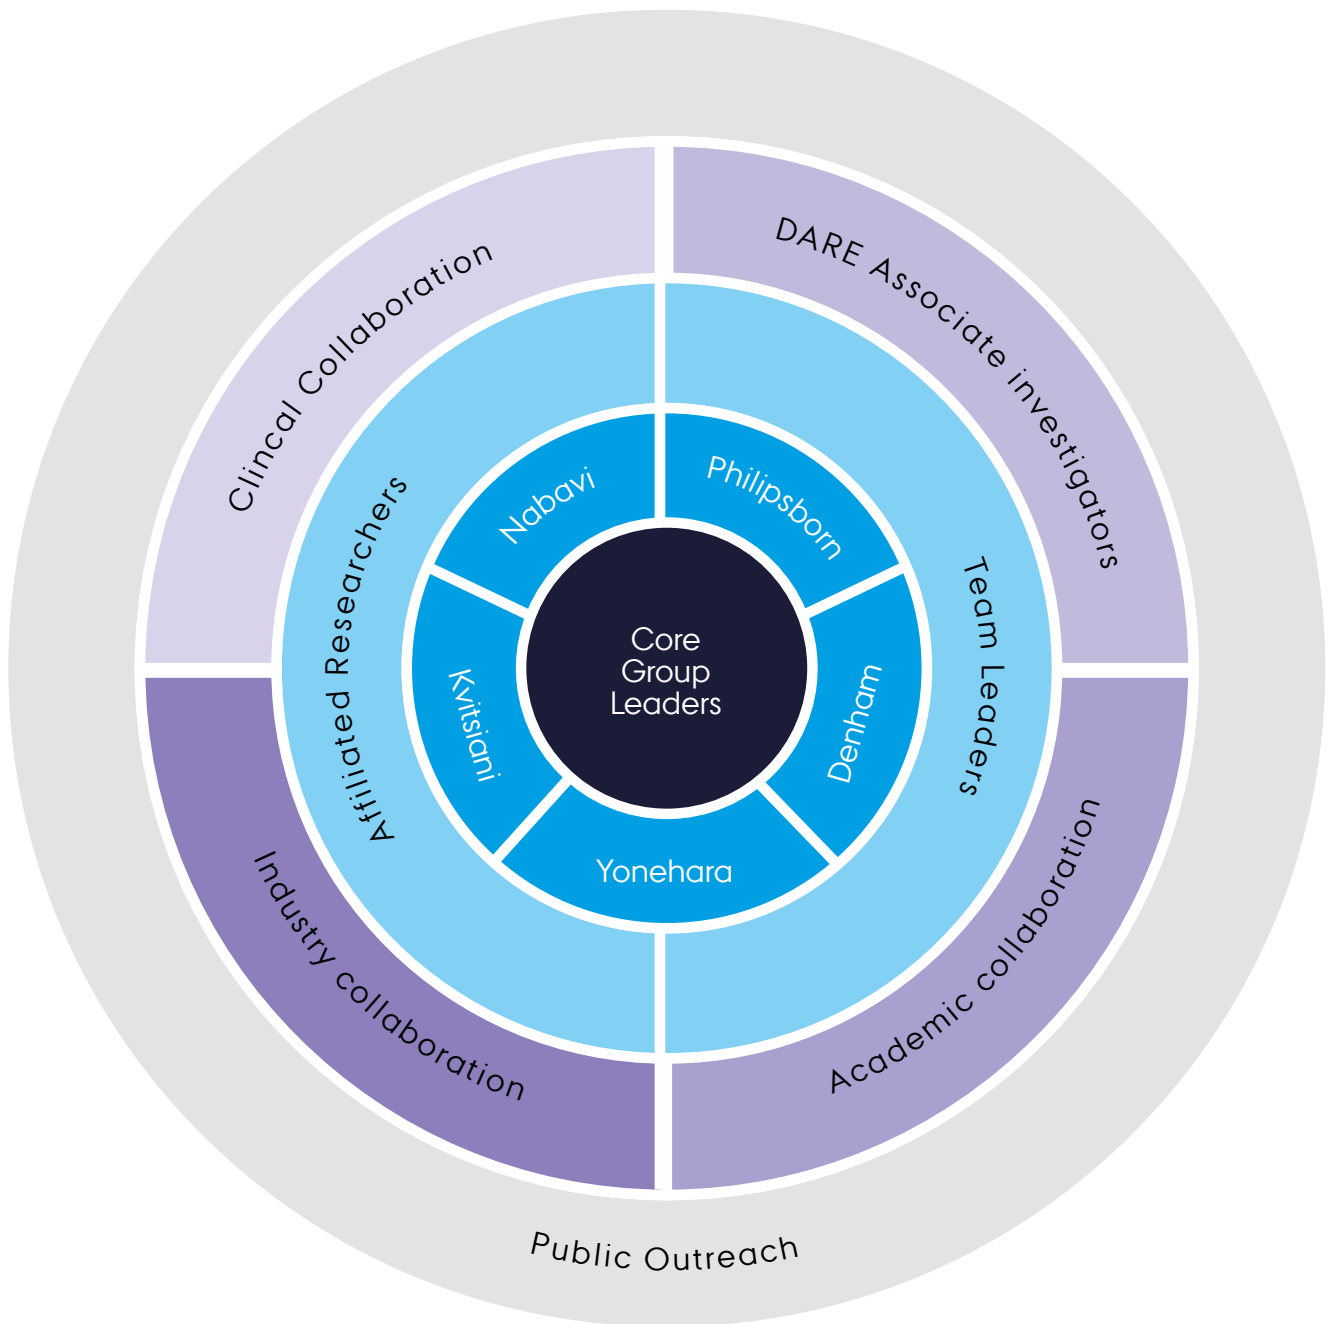 Clincal Collaboration
DARE Associate investigators
Affiliated Researchers
Team Leaders
Nabavi
Philipsborn
Kvitsiani
Denham
Yonehara
Core
Group
Leaders
Industry collaboration
Academic collaboration
Public Outreach